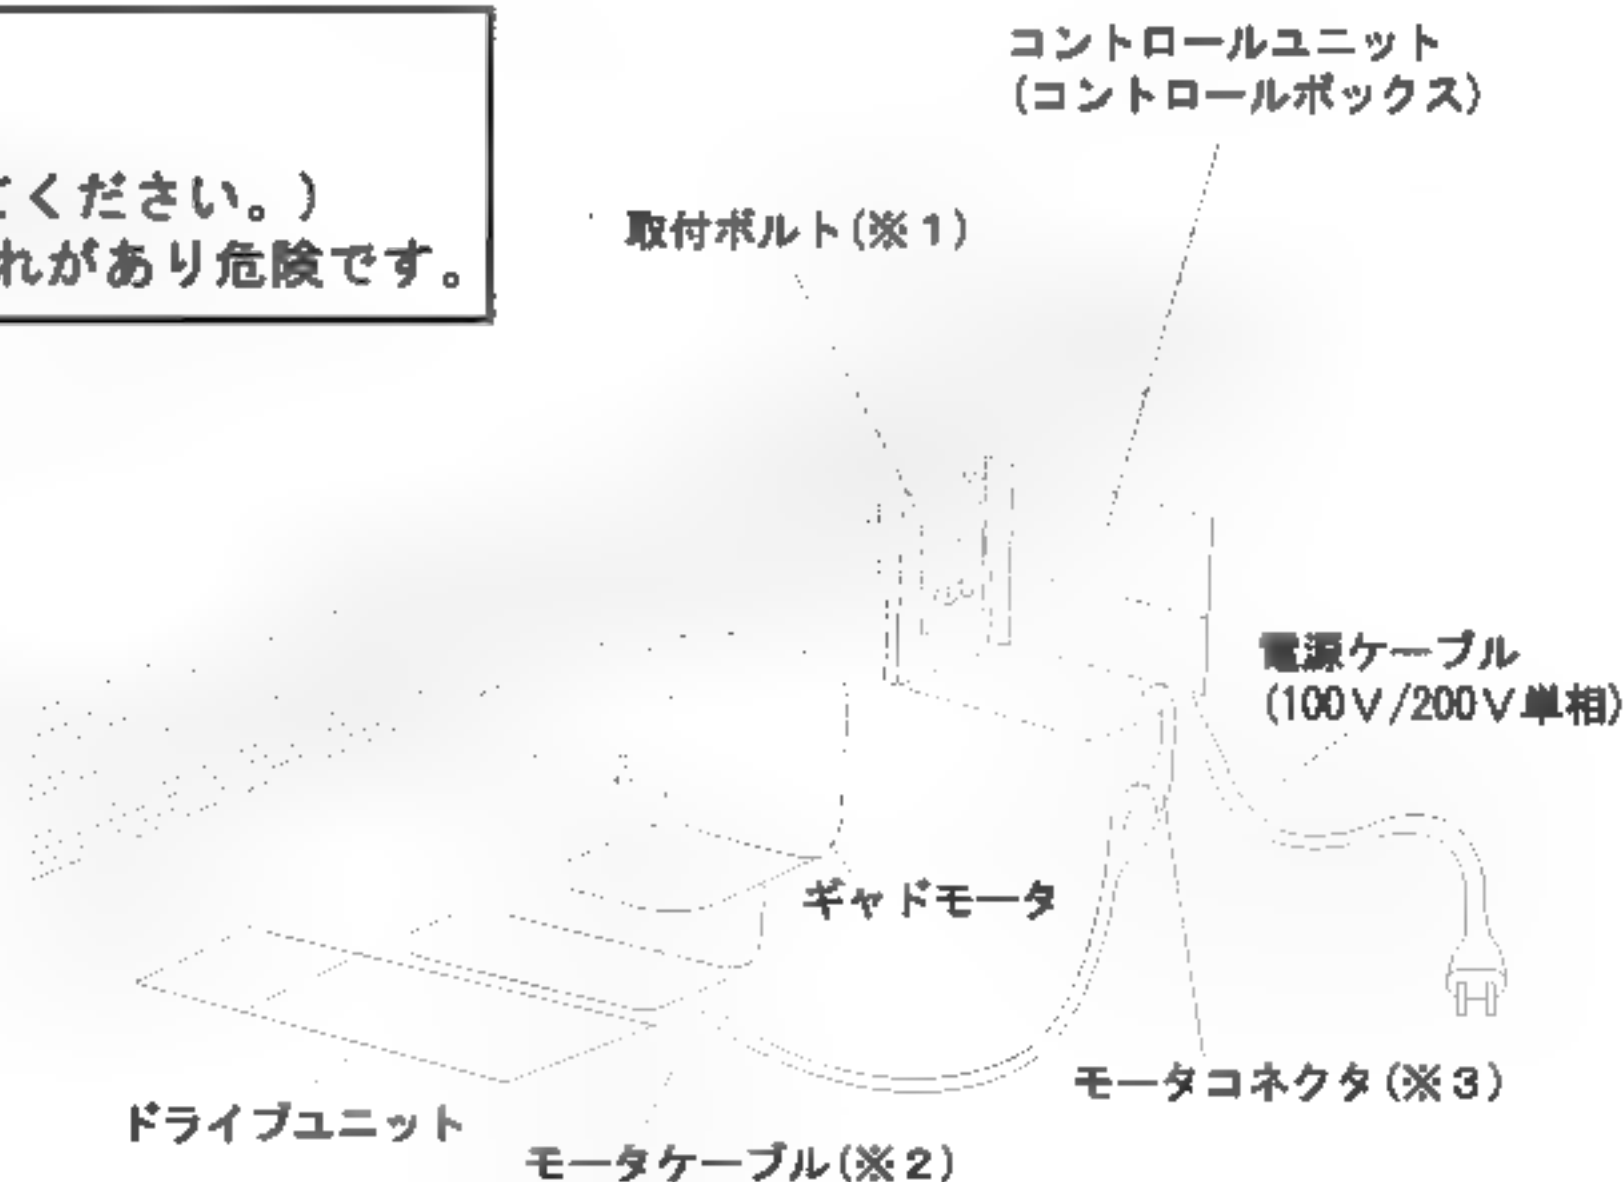 てください。)
れがあり危険です。
コントロールユニット
(コントロールボックス)
取付ボルト(※1)
電源ケーブル
(100V/200V単相)
ギャドモータ
モータコネクタ(※3)
ドライブユニット
モータケーブル(※2)